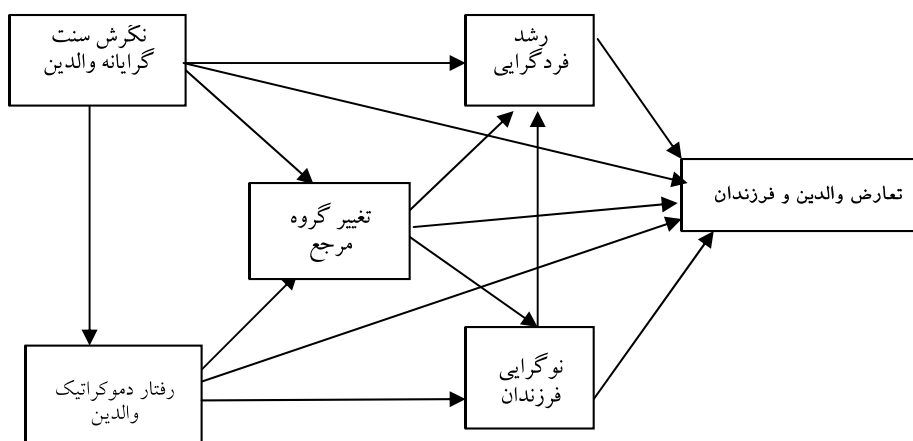 نگرش سنت
گرایانه والدین
رشد
فردگرایی
تعارض والدین و فرزندان
تغییر گروه
مرجع
نوگرایی
فرزندان
رفتار دموکراتیک
والدین